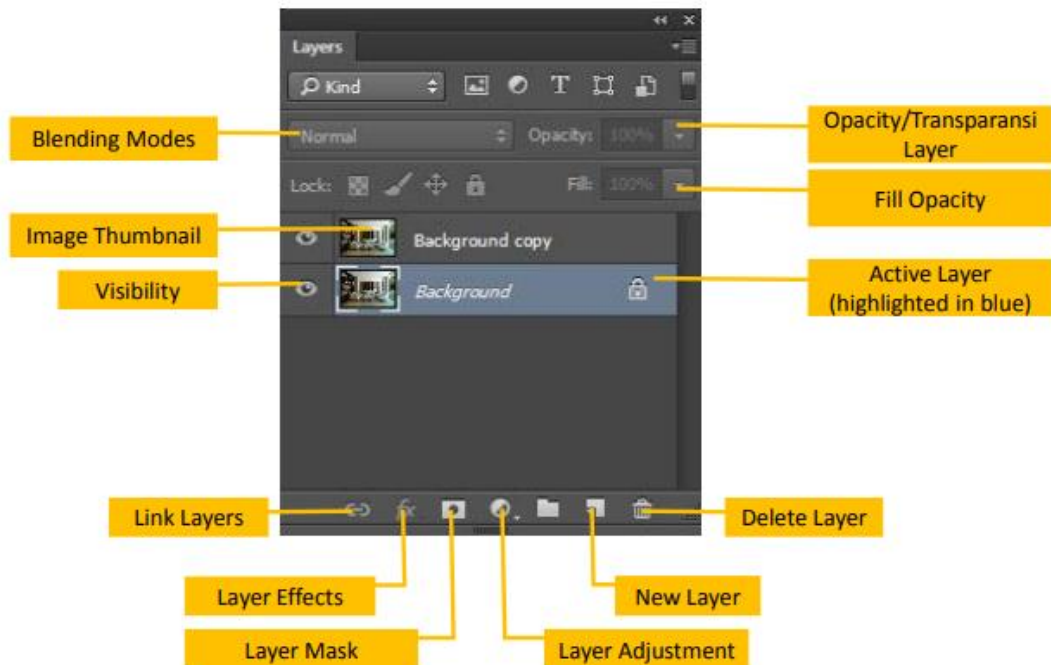 Layers
Kind
T
Normal
Opacity: 100%
Lock:
Fill: 100%
Background copy
Background
fx
Blending Modes
Image Thumbnail
Visibility
Opacity/Transparansi
Layer
Fill Opacity
Active Layer
(highlighted in blue)
Link Layers
Delete Layer
Layer Effects
New Layer
Layer Mask
Layer Adjustment